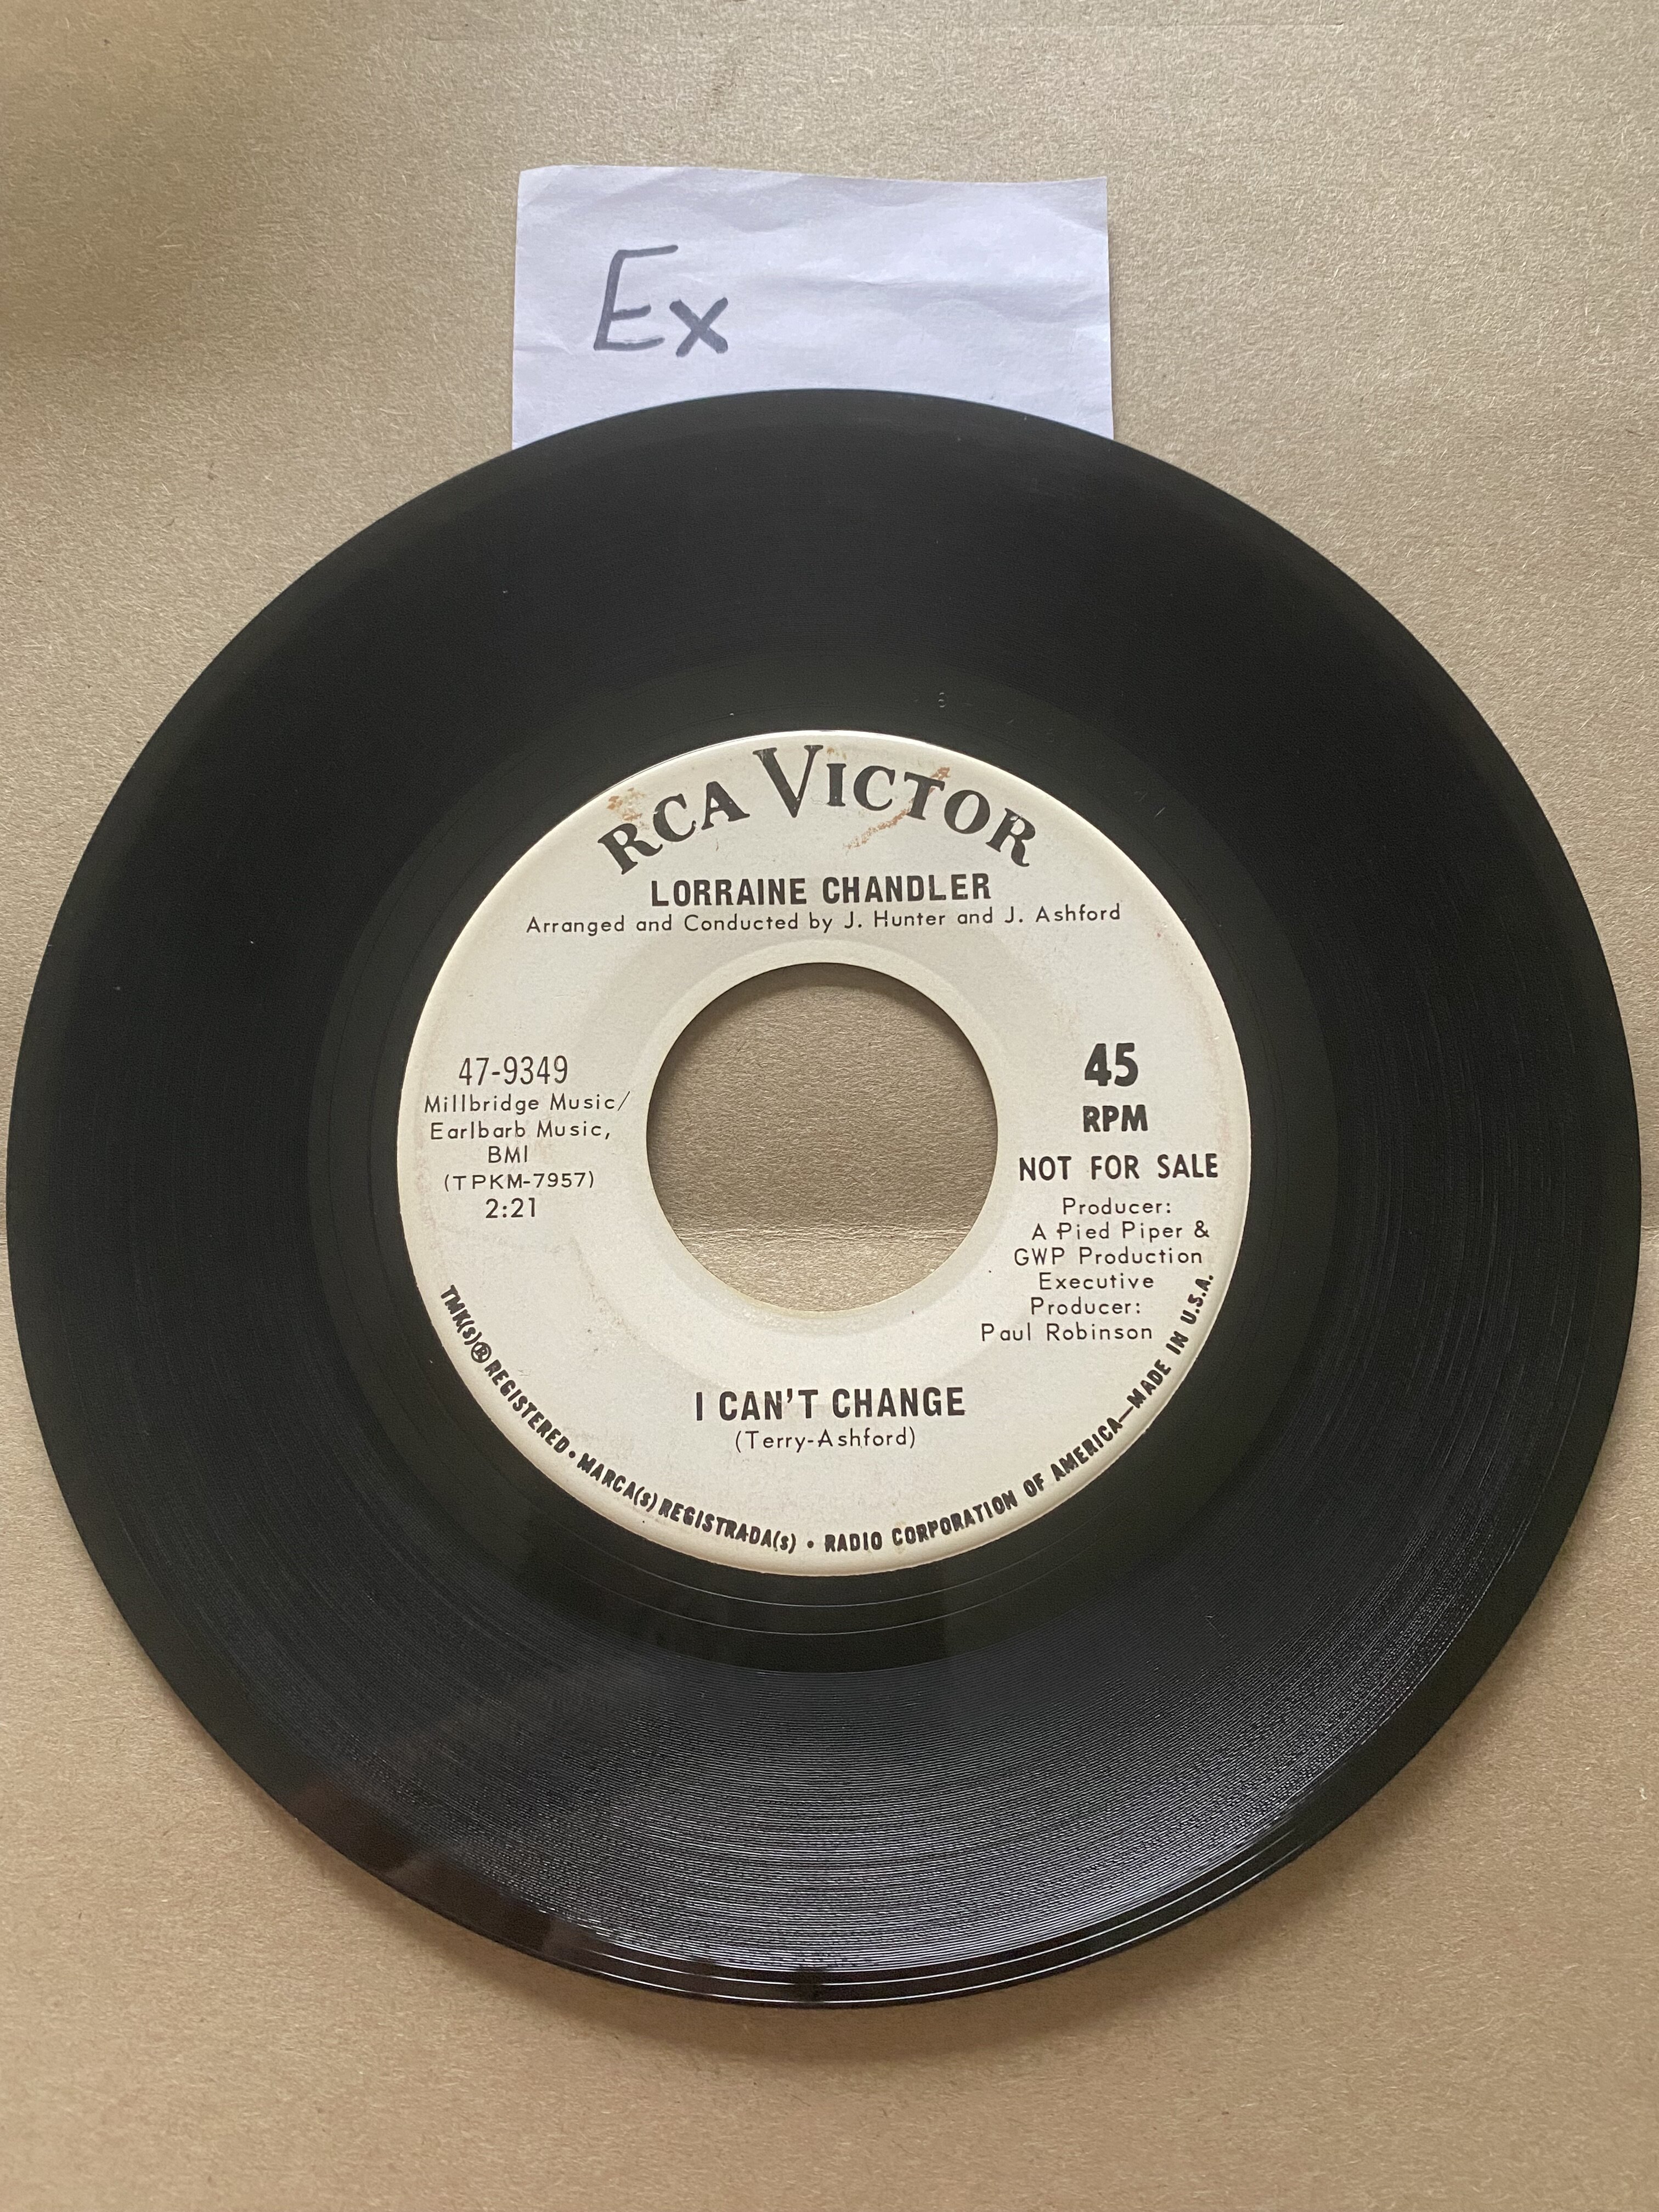 Ex
RCA VICTOR
LORRAINE CHANDLER
Arranged and Conducted by J. Hunter and J. Ashford
47-9349
Millbridge Music/
Earlbarb Music,
BMI
(TPKM-7957)
2:21
45
RPM
NOT FOR SALE
Producer:
A Pied Piper &
GWP Production
Executive
Producer:
Paul Robinson
I CAN'T CHANGE
(Terry-Ashford)
TMK(s)® REGISTERED • MARCA(s) REGISTRADA(s) • RADIO CORPORATION OF AMERICA—MADE IN U.S.A.